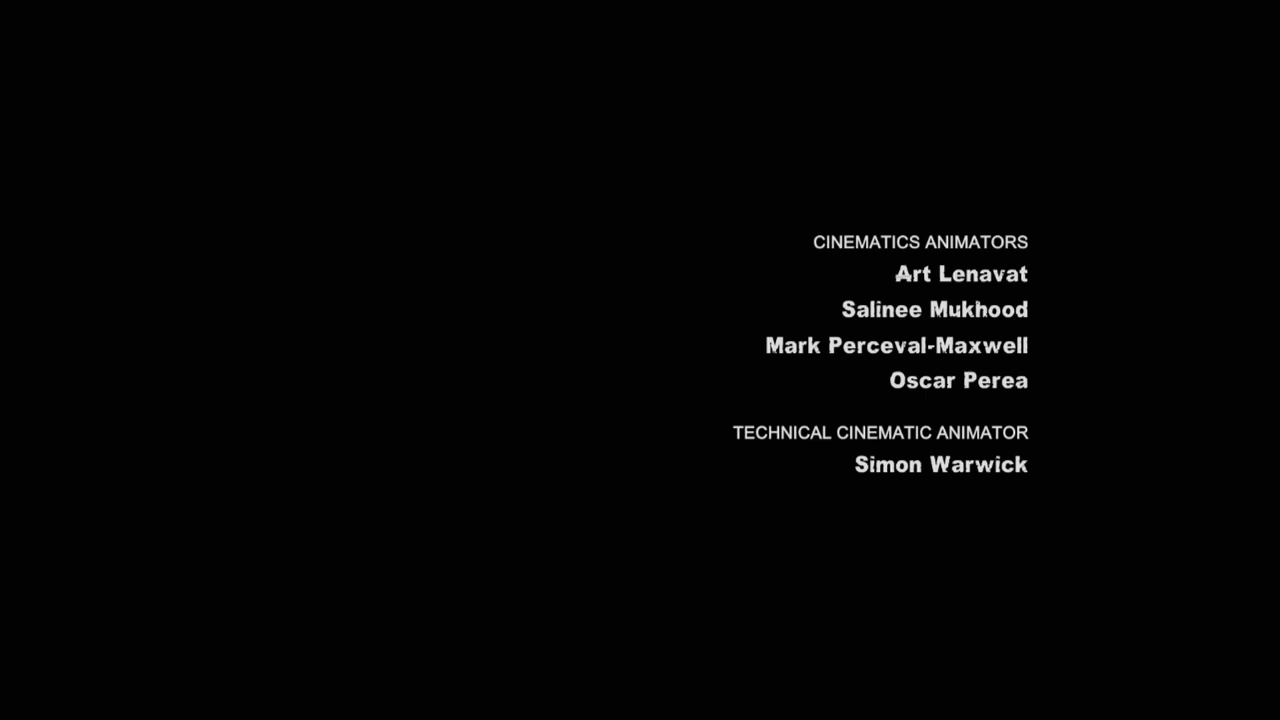 CINEMATICS ANIMATORS
Art Lenavat
Salinee Mukhood
Mark Perceval-Maxwell
Oscar Perea
TECHNICAL CINEMATIC ANIMATOR
Simon Warwick